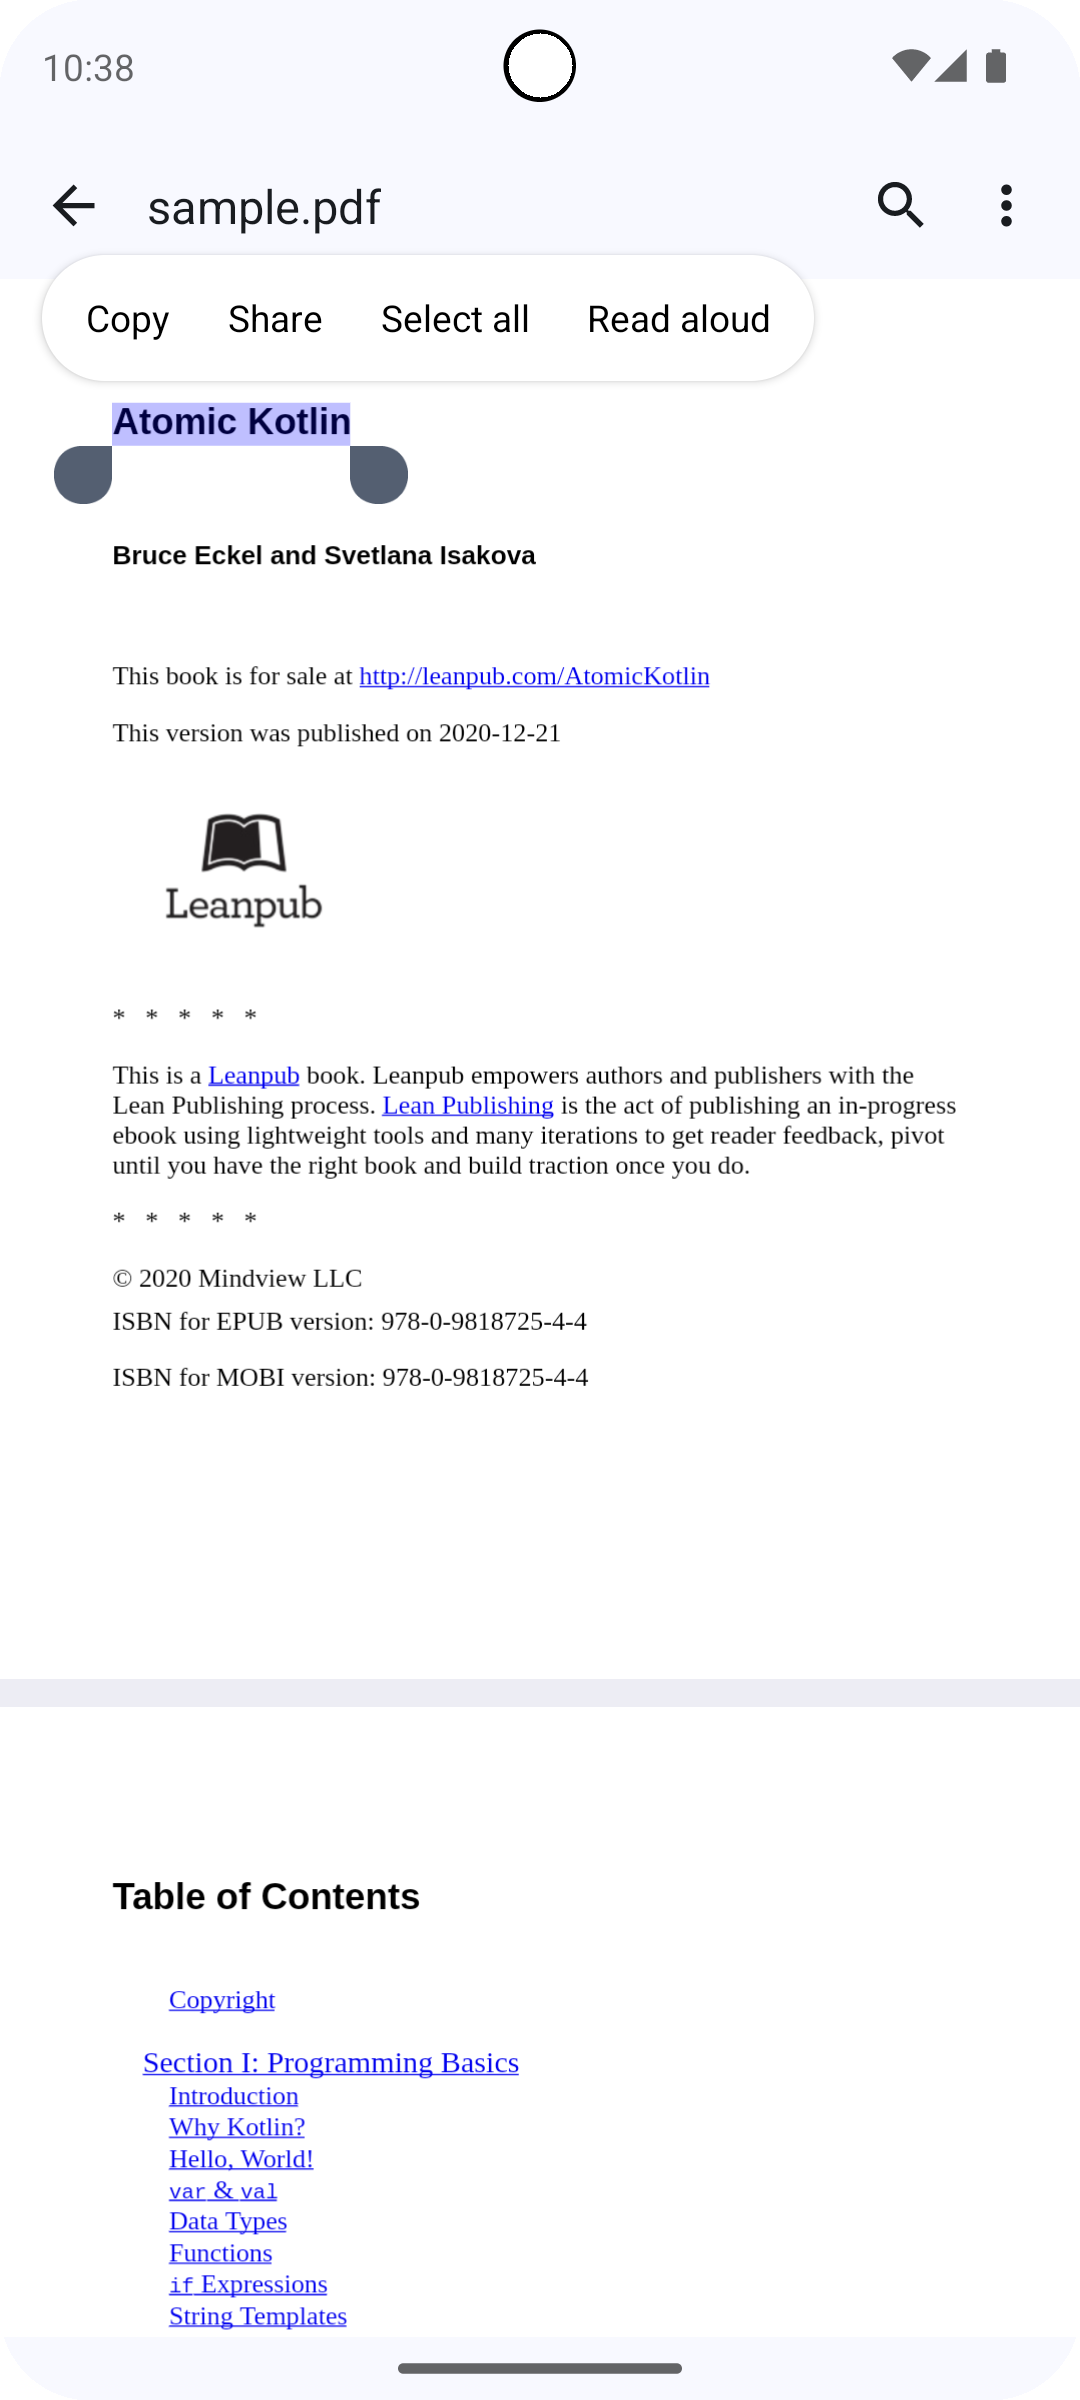 10:38
sample.pdf
Copy Share Select all Read aloud
Atomic Kotlin
Bruce Eckel and Svetlana Isakova
This book is for sale at http://leanpub.com/AtomicKotlin
This version was published on 2020-12-21
Leanpub
* * * * *
This is a Leanpub book. Leanpub empowers authors and publishers with the
Lean Publishing process. Lean Publishing is the act of publishing an in-progress
ebook using lightweight tools and many iterations to get reader feedback, pivot
until you have the right book and build traction once you do.
* * * * *
© 2020 Mindview LLC
ISBN for EPUB version: 978-0-9818725-4-4
ISBN for MOBI version: 978-0-9818725-4-4
Table of Contents
Copyright
Section I: Programming Basics
Introduction
Why Kotlin?
Hello, World!
var & val
Data Types
Functions
if Expressions
String Templates